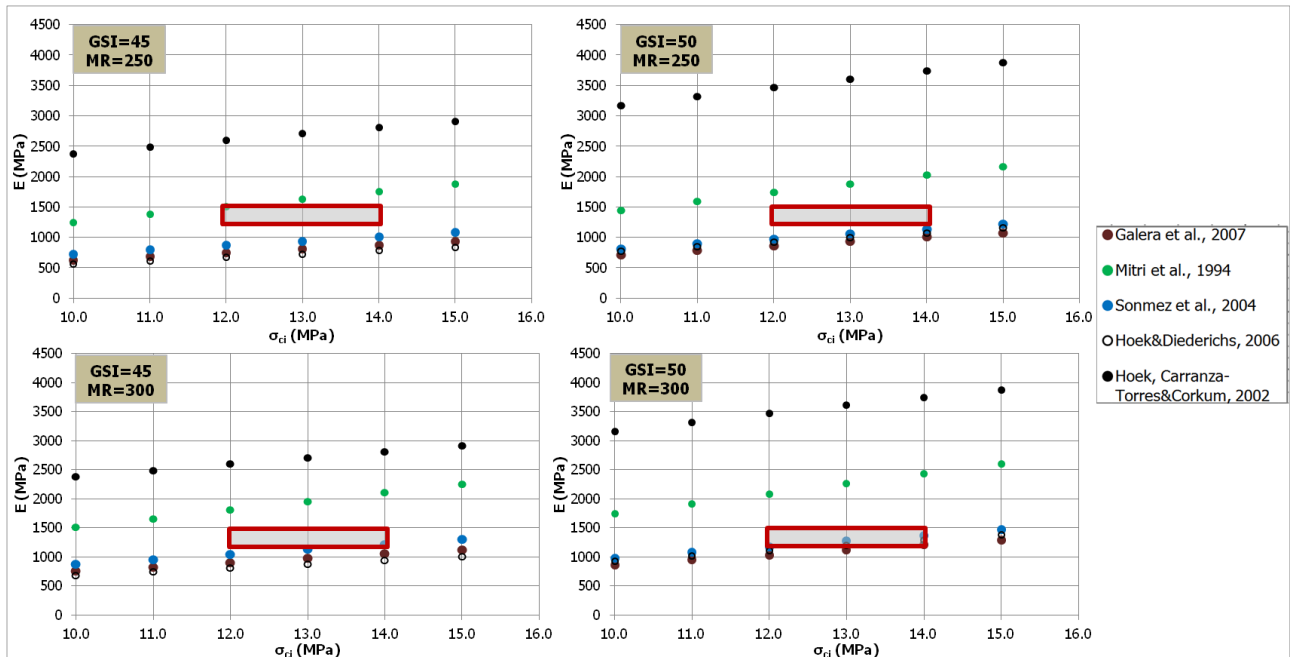 GSI=45
MR=250
E (MPa)
4500
4000
3500
3000
2500
2000
1500
1000
500
0
10.0 11.0 12.0 13.0 14.0 15.0 16.0
σci (MPa)
GSI=50
MR=250
E (MPa)
4500
4000
3500
3000
2500
2000
1500
1000
500
0
10.0 11.0 12.0 13.0 14.0 15.0 16.0
σci (MPa)
GSI=45
MR=300
E (MPa)
4500
4000
3500
3000
2500
2000
1500
1000
500
0
10.0 11.0 12.0 13.0 14.0 15.0 16.0
σci (MPa)
GSI=50
MR=300
E (MPa)
4500
4000
3500
3000
2500
2000
1500
1000
500
0
10.0 11.0 12.0 13.0 14.0 15.0 16.0
σci (MPa)
Galera et al., 2007
Mitri et al., 1994
Sonmez et al., 2004
Hoek&Diederichs, 2006
Hoek, Carranza-
Torres&Corkum, 2002